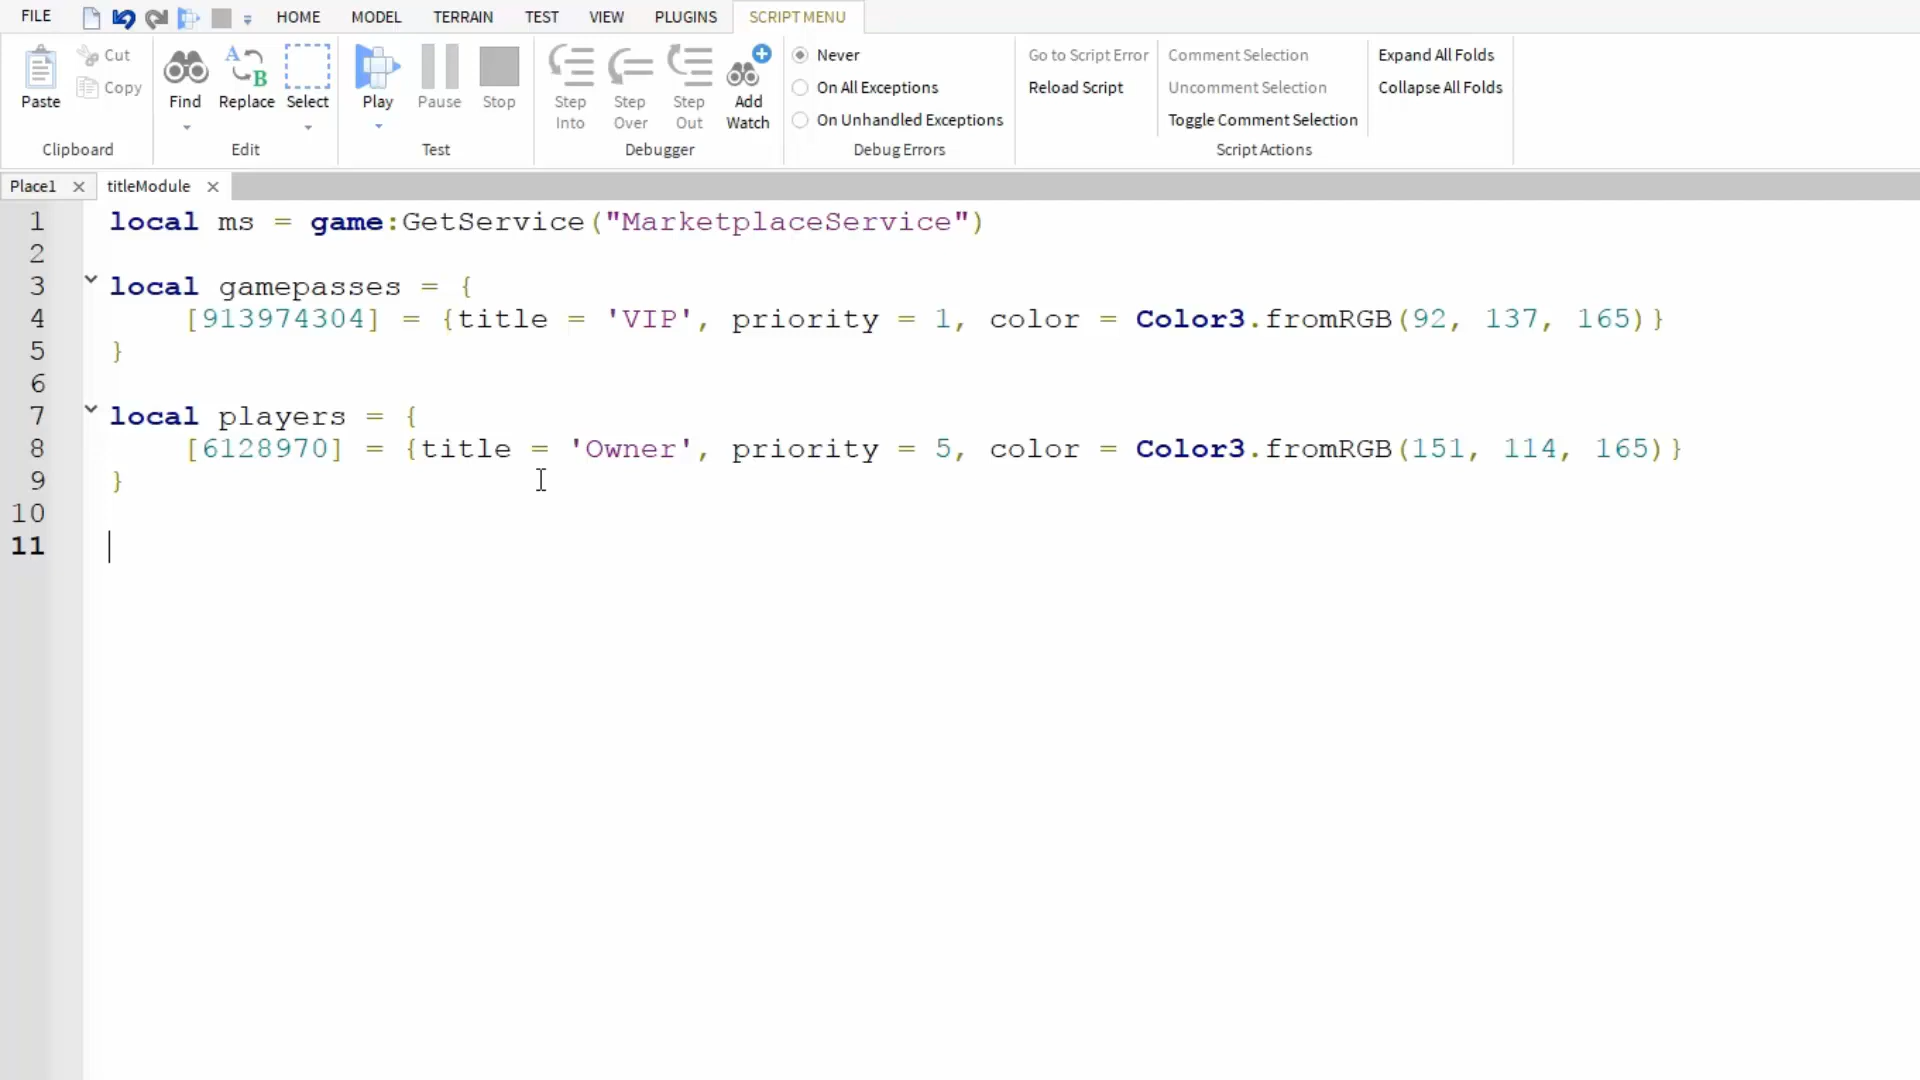 FILE HOME MODEL TERRAIN TEST VIEW PLUGINS SCRIPT MENU
Paste
Cut
Copy
Clipboard
Find
Replace
Select
Edit
Play
Pause
Stop
Test
Step Into
Step Over
Step Out
Add Watch
Debugger
Never
On All Exceptions
On Unhandled Exceptions
Debug Errors
Go to Script Error
Reload Script
Comment Selection
Uncomment Selection
Toggle Comment Selection
Script Actions
Expand All Folds
Collapse All Folds
Place1 × titleModule ×
1 local ms = game:GetService("MarketplaceService")
2
3 local gamepasses = {
4 [913974304] = {title = 'VIP', priority = 1, color = Color3.fromRGB(92, 137, 165)}
5 }
6
7 local players = {
8 [6128970] = {title = 'Owner', priority = 5, color = Color3.fromRGB(151, 114, 165)}
9 }
10
11